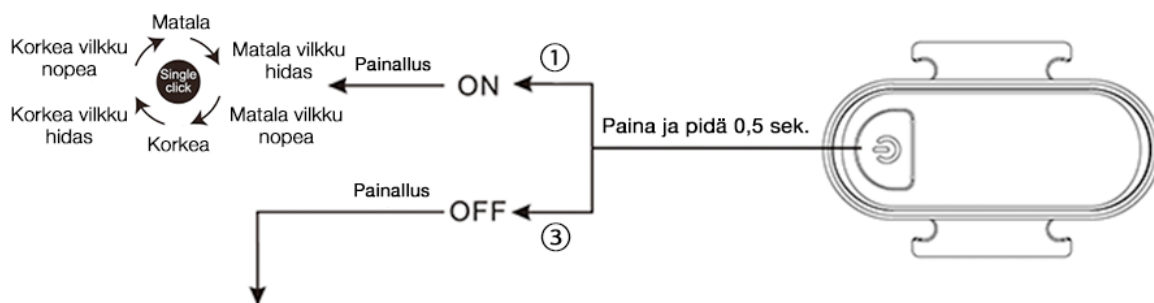 Matala
Korkea vilkku
nopea
Matala vilkku
hidas
Single
click
Korkea vilkku
hidas
Matala vilkku
nopea
Korkea
Painallus
ON
①
Paina ja pidä 0,5 sek.
Painallus
OFF
③